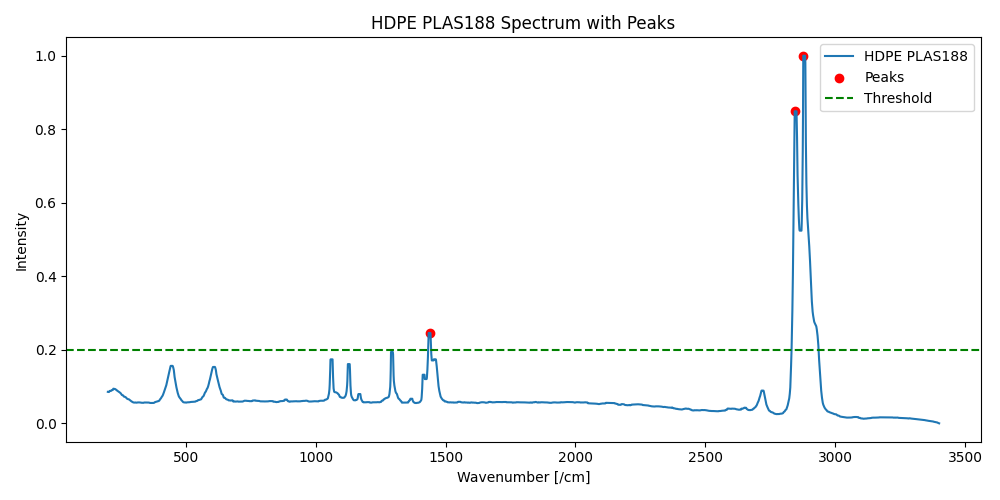 HDPE PLAS188 Spectrum with Peaks
HDPE PLAS188
Peaks
Threshold
Intensity
1.0
0.8
0.6
0.4
0.2
0.0
500 1000 1500 2000 2500 3000 3500
Wavenumber [/cm]